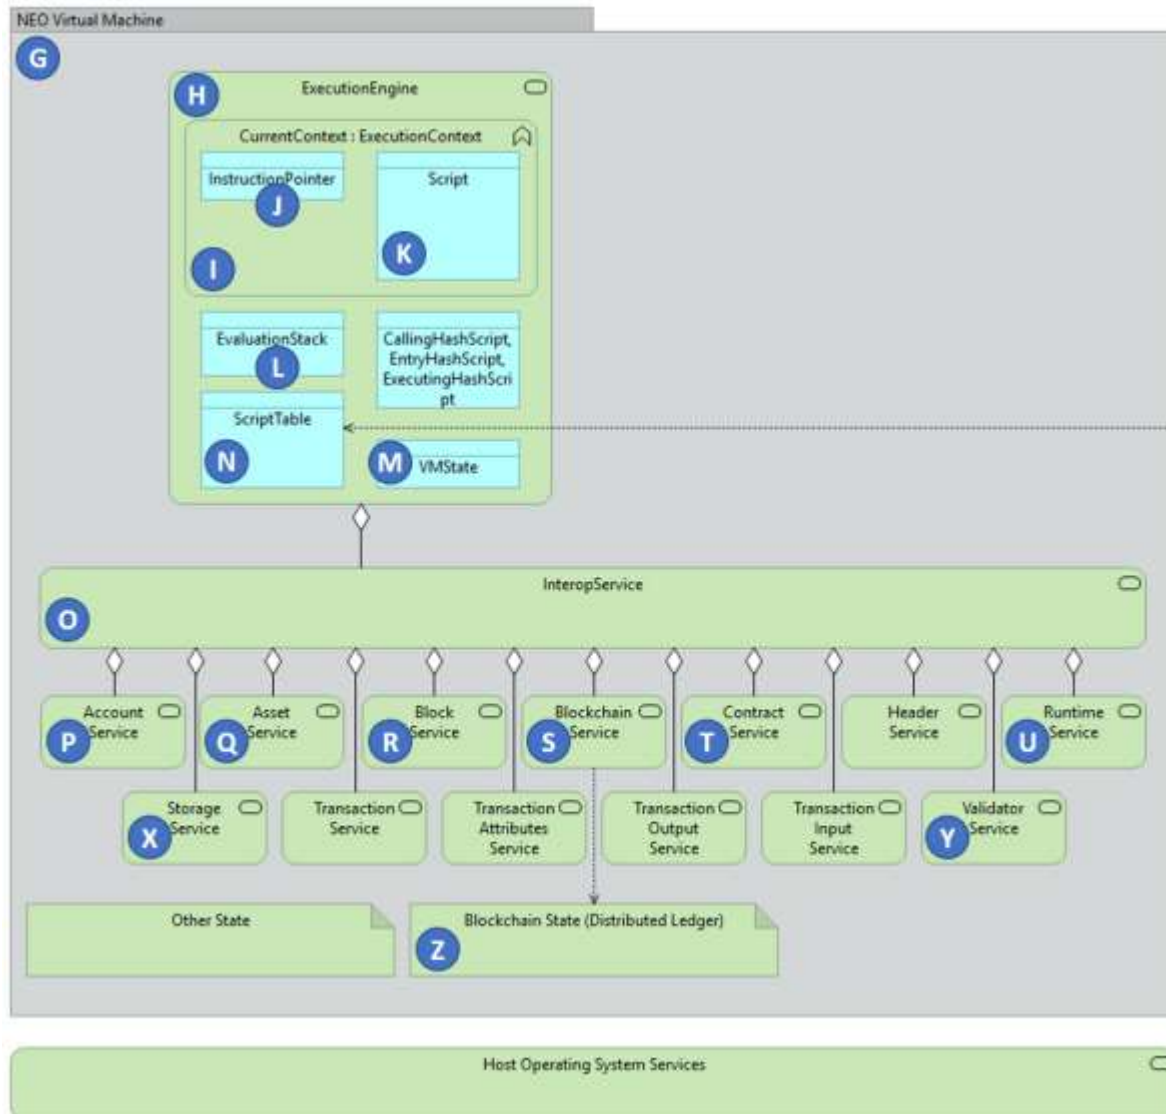 NEO Virtual Machine
G
H
ExecutionEngine
CurrentContext : ExecutionContext
InstructionPointer
Script
J
K
I
EvaluationStack
L
CallingHashScript,
EntryHashScript,
ExecutingHashScri
pt
ScriptTable
N
M
VMState
InteropService
O
Account
Service
P
Asset
Service
Q
Block
Service
R
Blockchain
Service
S
Contract
Service
T
Header
Service
Runtime
Service
U
Storage
Service
X
Transaction
Service
Transaction
Attributes
Service
Transaction
Output
Service
Transaction
Input
Service
Validator
Service
Y
Other State
Blockchain State (Distributed Ledger)
Z
Host Operating System Services